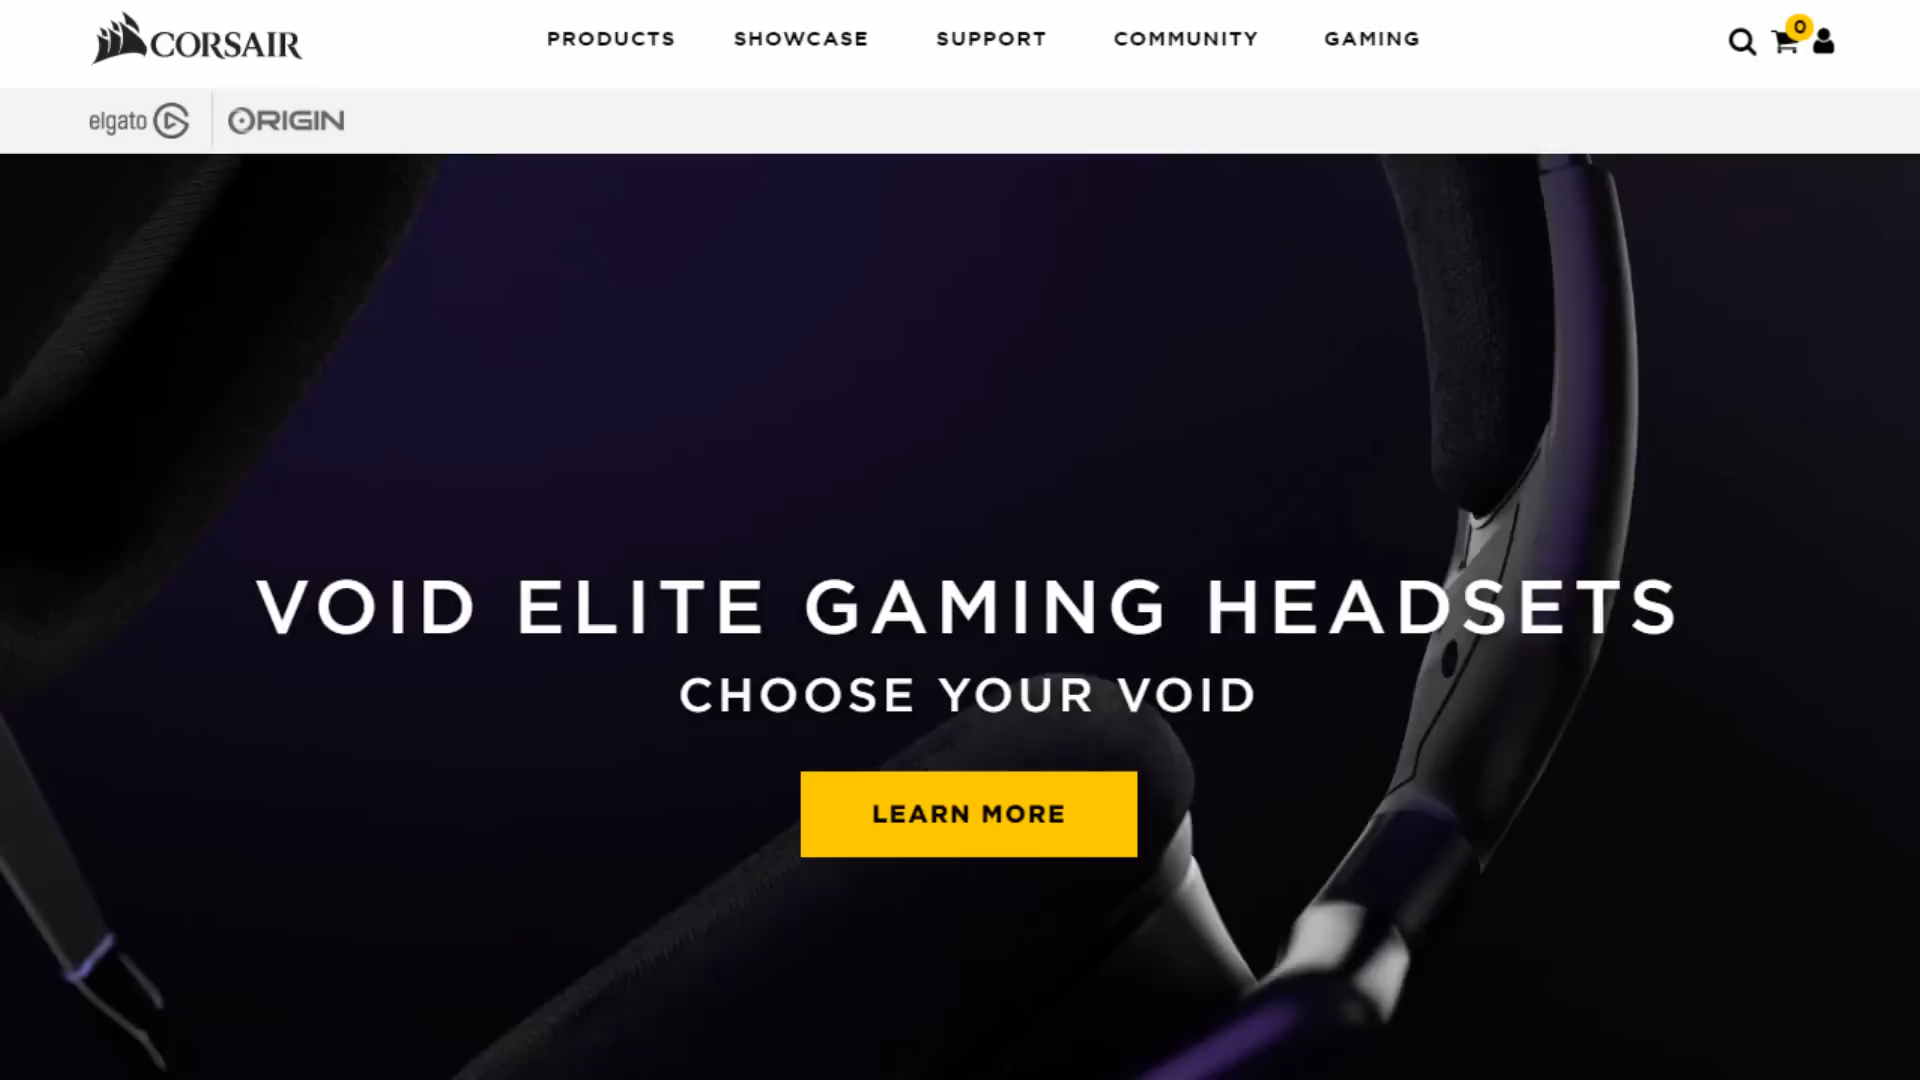 CORSAIR
PRODUCTS SHOWCASE SUPPORT COMMUNITY GAMING
0
elgato ORIGIN
VOID ELITE GAMING HEADSETS
CHOOSE YOUR VOID
LEARN MORE